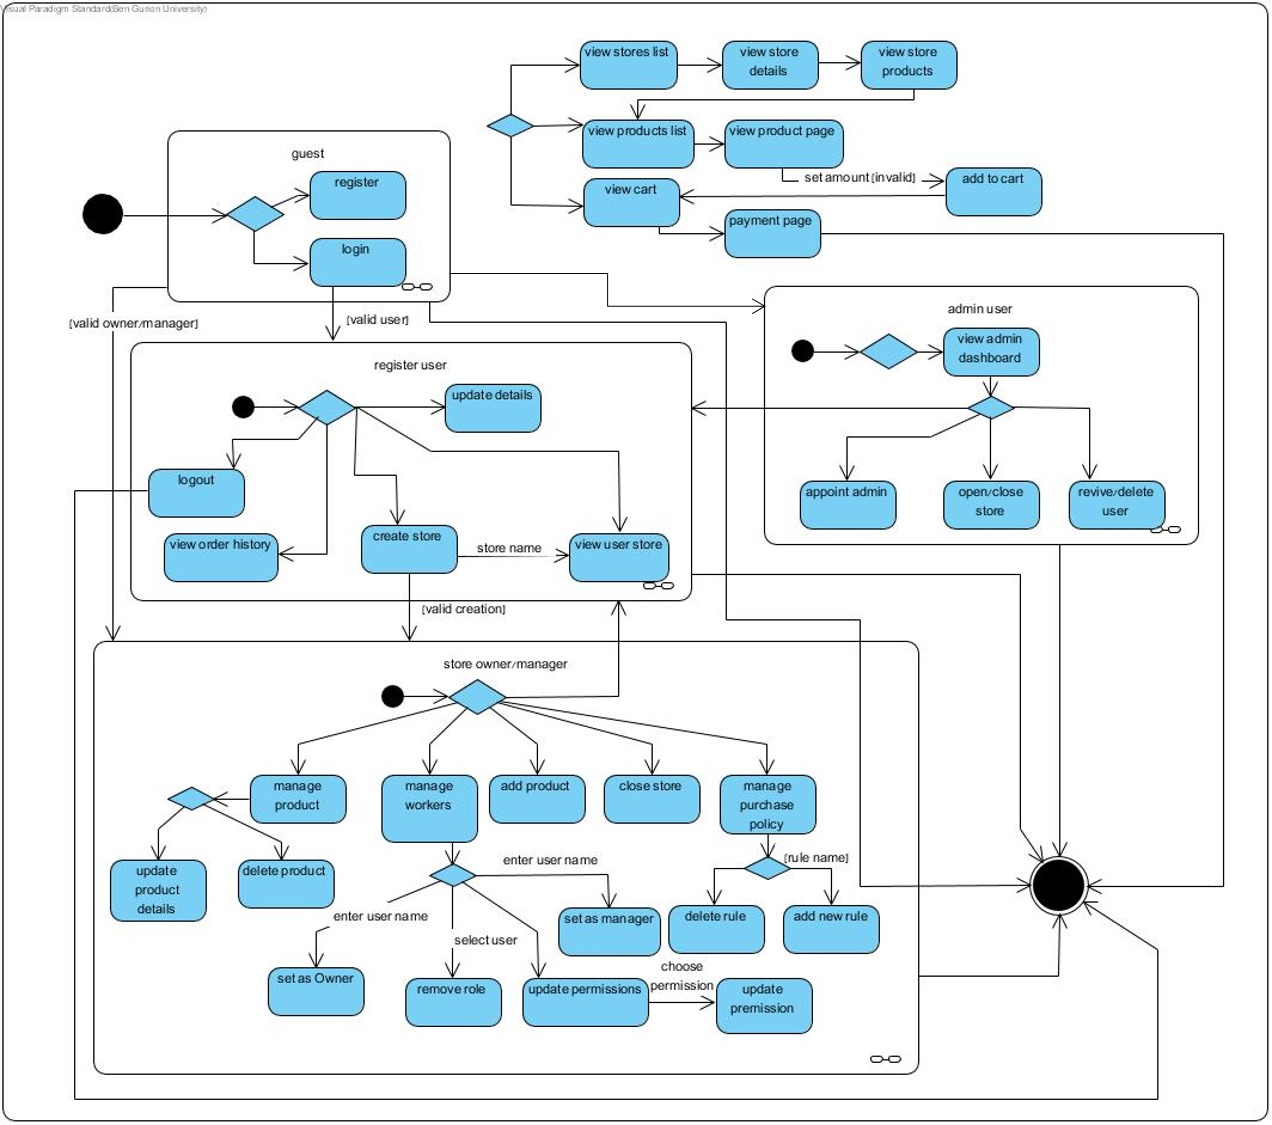 Visual Paradigm Standard(Ben Gurion University)
view stores list
view store
details
view store
products
view products list
view product page
set amount[invalid]
add to cart
view cart
payment page
guest
register
login
[valid owner/manager]
[valid user]
admin user
view admin
dashboard
appoint admin
open/close
store
revive/delete
user
register user
update details
logout
view order history
create store
store name
view user store
[valid creation]
store owner/manager
manage
product
manage
workers
add product
close store
manage
purchase
policy
update
product
details
delete product
enter user name
[rule name]
enter user name
set as manager
delete rule
add new rule
select user
set as Owner
remove role
update permissions
choose
permission
update
premission